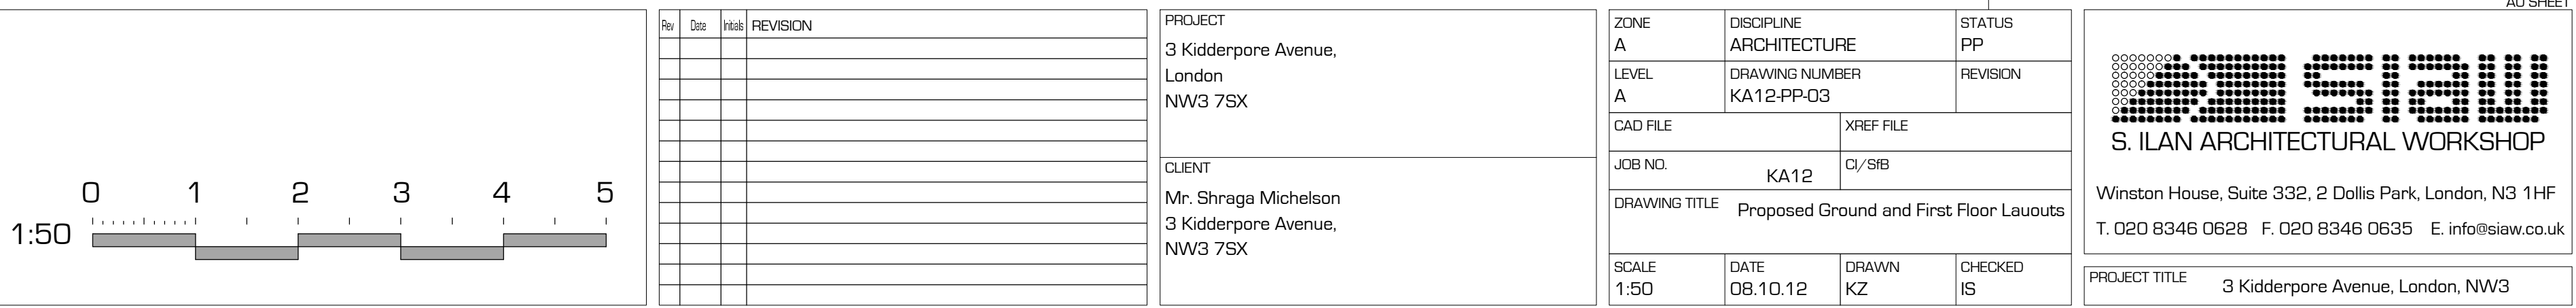 A0 SHEET
0 1 2 3 4 5
1:50
Rev Date Initials REVISION
PROJECT
3 Kidderpore Avenue,
London
NW3 7SX
CLIENT
Mr. Shraga Michelson
3 Kidderpore Avenue,
NW3 7SX
ZONE DISCIPLINE STATUS
A ARCHITECTURE PP
LEVEL DRAWING NUMBER REVISION
A KA12-PP-03
CAD FILE XREF FILE
JOB NO. CI/SfB
KA12
DRAWING TITLE Proposed Ground and First Floor Lauouts
SCALE DATE DRAWN CHECKED
1:50 08.10.12 KZ IS
siaw
S. ILAN ARCHITECTURAL WORKSHOP
Winston House, Suite 332, 2 Dollis Park, London, N3 1HF
T. 020 8346 0628 F. 020 8346 0635 E. info@siaw.co.uk
PROJECT TITLE 3 Kidderpore Avenue, London, NW3